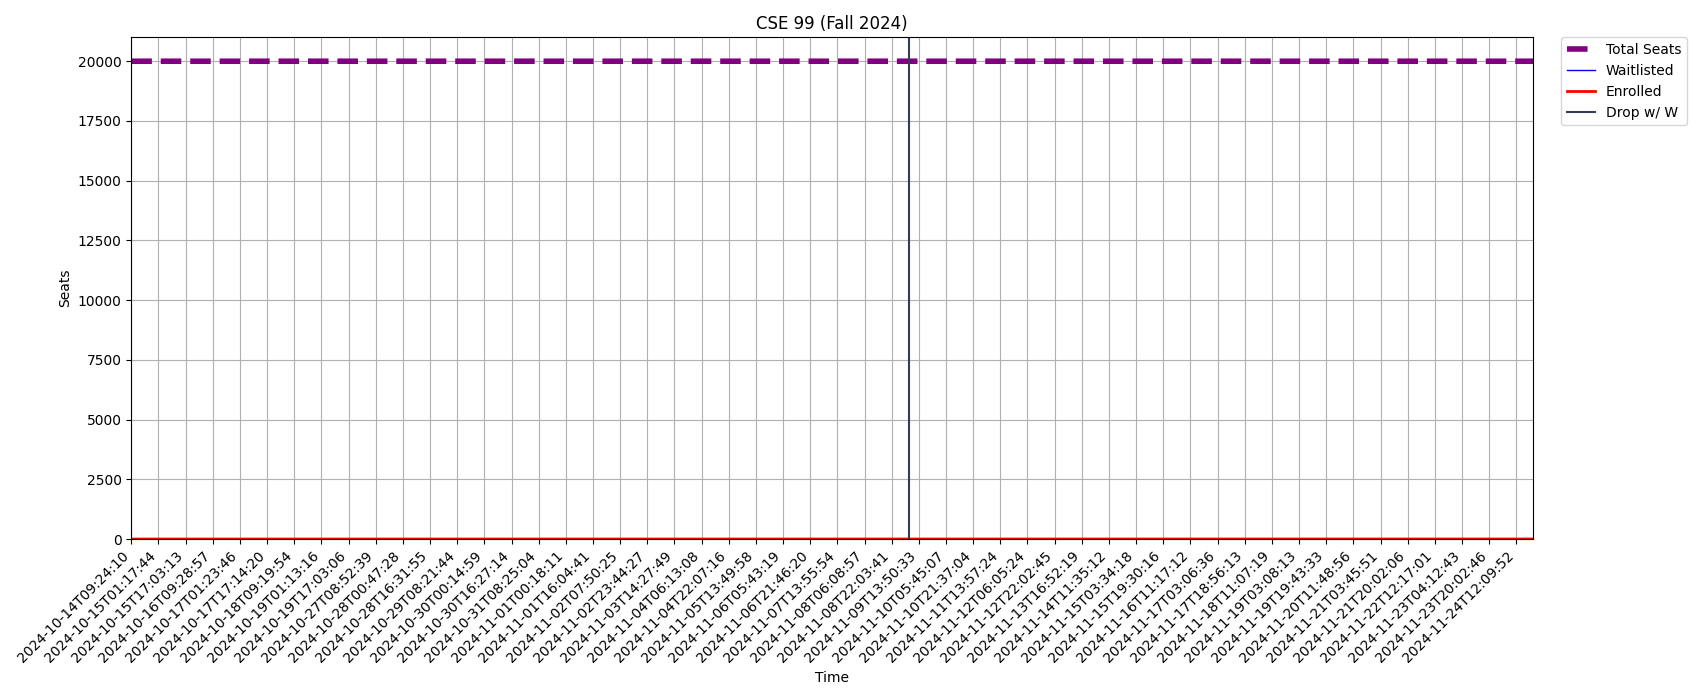 CSE 99 (Fall 2024)
Total Seats
Waitlisted
Enrolled
Drop w/ W
Seats
20000
17500
15000
12500
10000
7500
5000
2500
0
2024-10-14T09:24:10
2024-10-15T01:17:44
2024-10-15T17:03:13
2024-10-16T09:28:57
2024-10-17T01:23:46
2024-10-17T17:14:20
2024-10-18T09:19:54
2024-10-19T01:13:16
2024-10-19T17:03:06
2024-10-27T08:52:39
2024-10-28T00:47:28
2024-10-28T16:31:55
2024-10-29T08:21:44
2024-10-30T00:14:59
2024-10-30T16:27:14
2024-10-31T08:25:04
2024-11-01T00:18:11
2024-11-01T16:04:41
2024-11-02T07:50:25
2024-11-02T23:44:27
2024-11-03T14:27:49
2024-11-04T06:13:08
2024-11-04T22:07:16
2024-11-05T13:49:58
2024-11-06T05:43:19
2024-11-06T21:46:20
2024-11-07T13:55:54
2024-11-08T06:08:57
2024-11-08T22:03:41
2024-11-09T13:50:33
2024-11-10T05:45:07
2024-11-10T21:37:04
2024-11-11T13:57:24
2024-11-12T06:05:24
2024-11-12T22:02:45
2024-11-13T16:52:19
2024-11-14T11:35:12
2024-11-15T03:34:18
2024-11-15T19:30:16
2024-11-16T11:17:12
2024-11-17T03:06:36
2024-11-17T18:56:13
2024-11-18T11:07:19
2024-11-19T03:08:13
2024-11-19T19:43:33
2024-11-20T11:48:56
2024-11-21T03:45:51
2024-11-21T20:02:06
2024-11-22T12:17:01
2024-11-23T04:12:43
2024-11-23T20:02:46
2024-11-24T12:09:52
Time